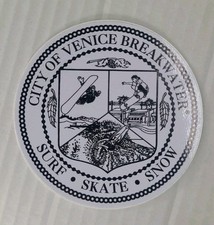 CITY OF VENICE BREAKWATER
SURF · SKATE · SNOW